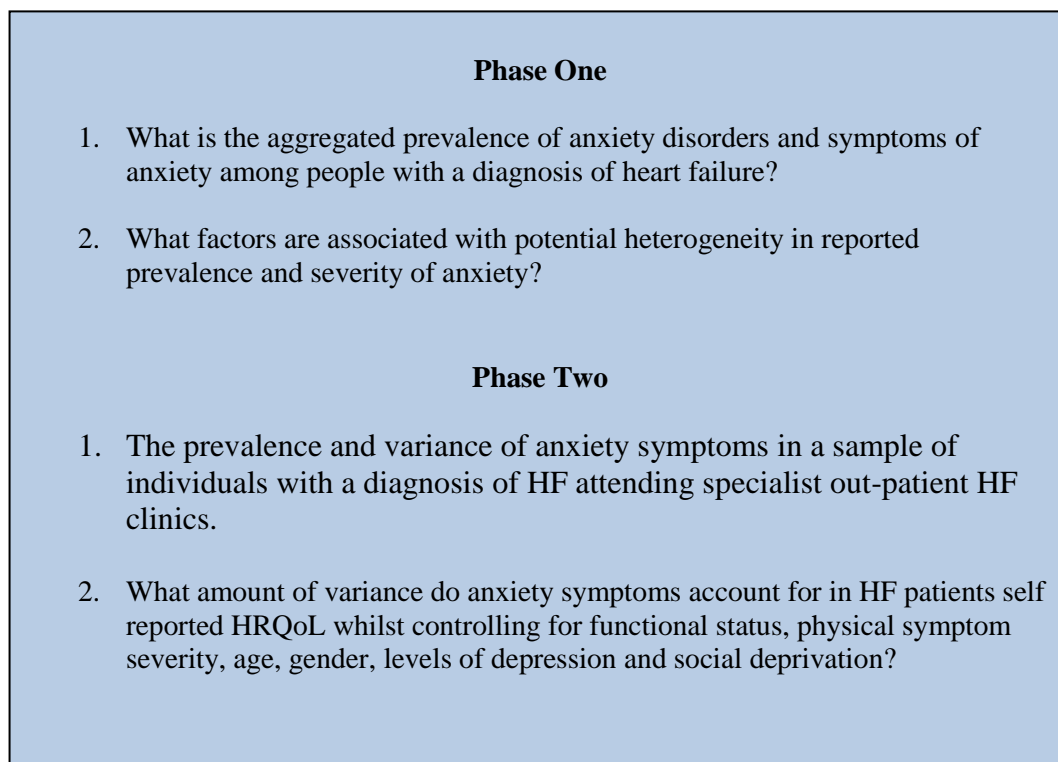 Phase One
1. What is the aggregated prevalence of anxiety disorders and symptoms of
anxiety among people with a diagnosis of heart failure?
2. What factors are associated with potential heterogeneity in reported
prevalence and severity of anxiety?
Phase Two
1. The prevalence and variance of anxiety symptoms in a sample of
individuals with a diagnosis of HF attending specialist out-patient HF
clinics.
2. What amount of variance do anxiety symptoms account for in HF patients self
reported HRQoL whilst controlling for functional status, physical symptom
severity, age, gender, levels of depression and social deprivation?